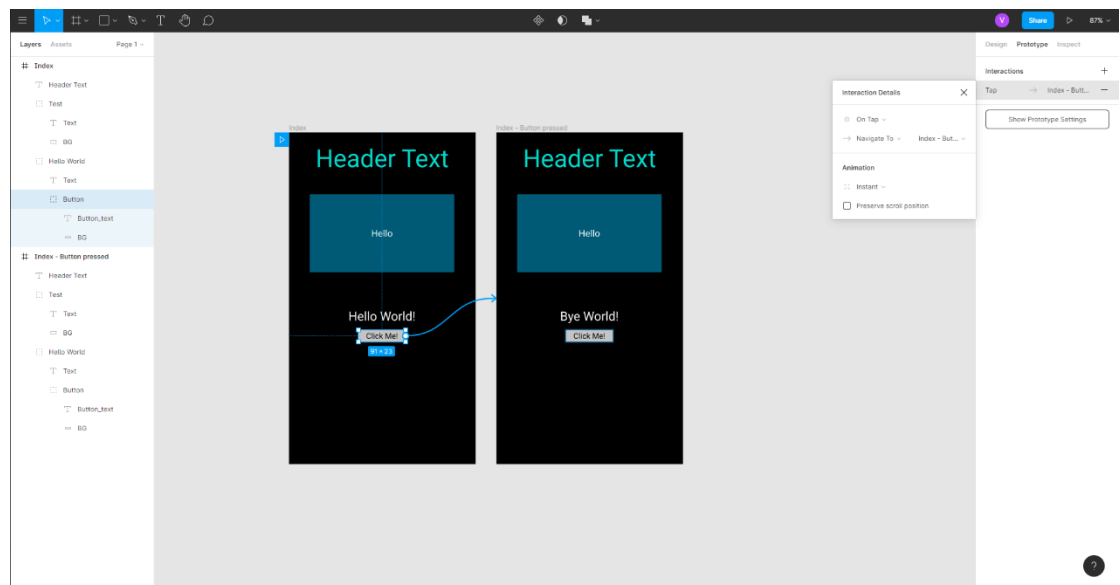 V
Share
87%
Layers
Assets
Page 1
Index
Header Text
Test
Text
BG
Hello World
Text
Button
Button_text
BG
Index - Button pressed
Header Text
Test
Text
BG
Hello World
Text
Button
Button_text
BG
Index
Header Text
Hello
Hello World!
Click Me!
91 × 23
Index - Button pressed
Header Text
Hello
Bye World!
Click Me!
Interaction Details
On Tap
Navigate To
Index - But...
Animation
Instant
Preserve scroll position
Design
Prototype
Inspect
Interactions
Tap
Index - Butt...
Show Prototype Settings
?